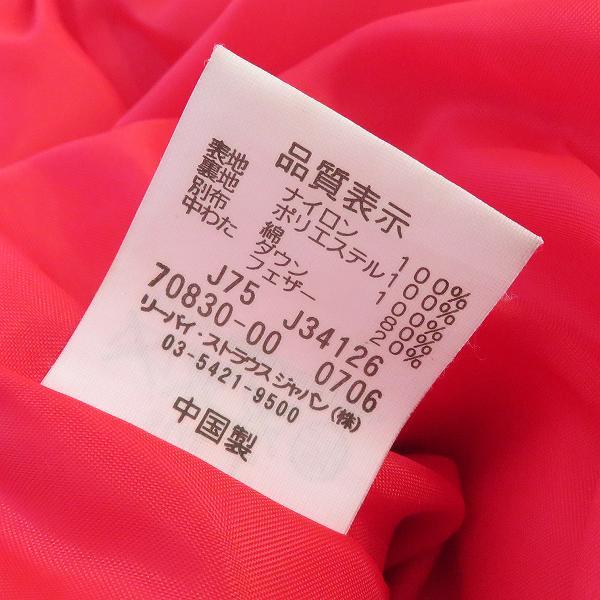 品質表示
表地 ナイロン 100%
裏地 ポリエステル 100%
別布 綿 100%
中わた ダウン 80%
フェザー 20%
J75 J34126
70830-00 0706
リーバイ・ストラウスジャパン(株)
03-5421-9500
中国製